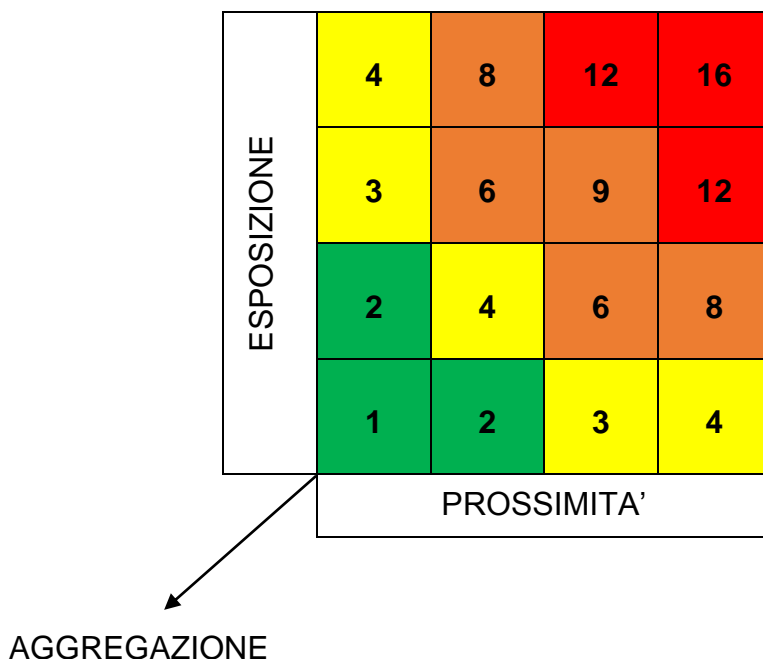 ESPOSIZIONE
4 8 12 16
3 6 9 12
2 4 6 8
1 2 3 4
PROSSIMITA’
AGGREGAZIONE